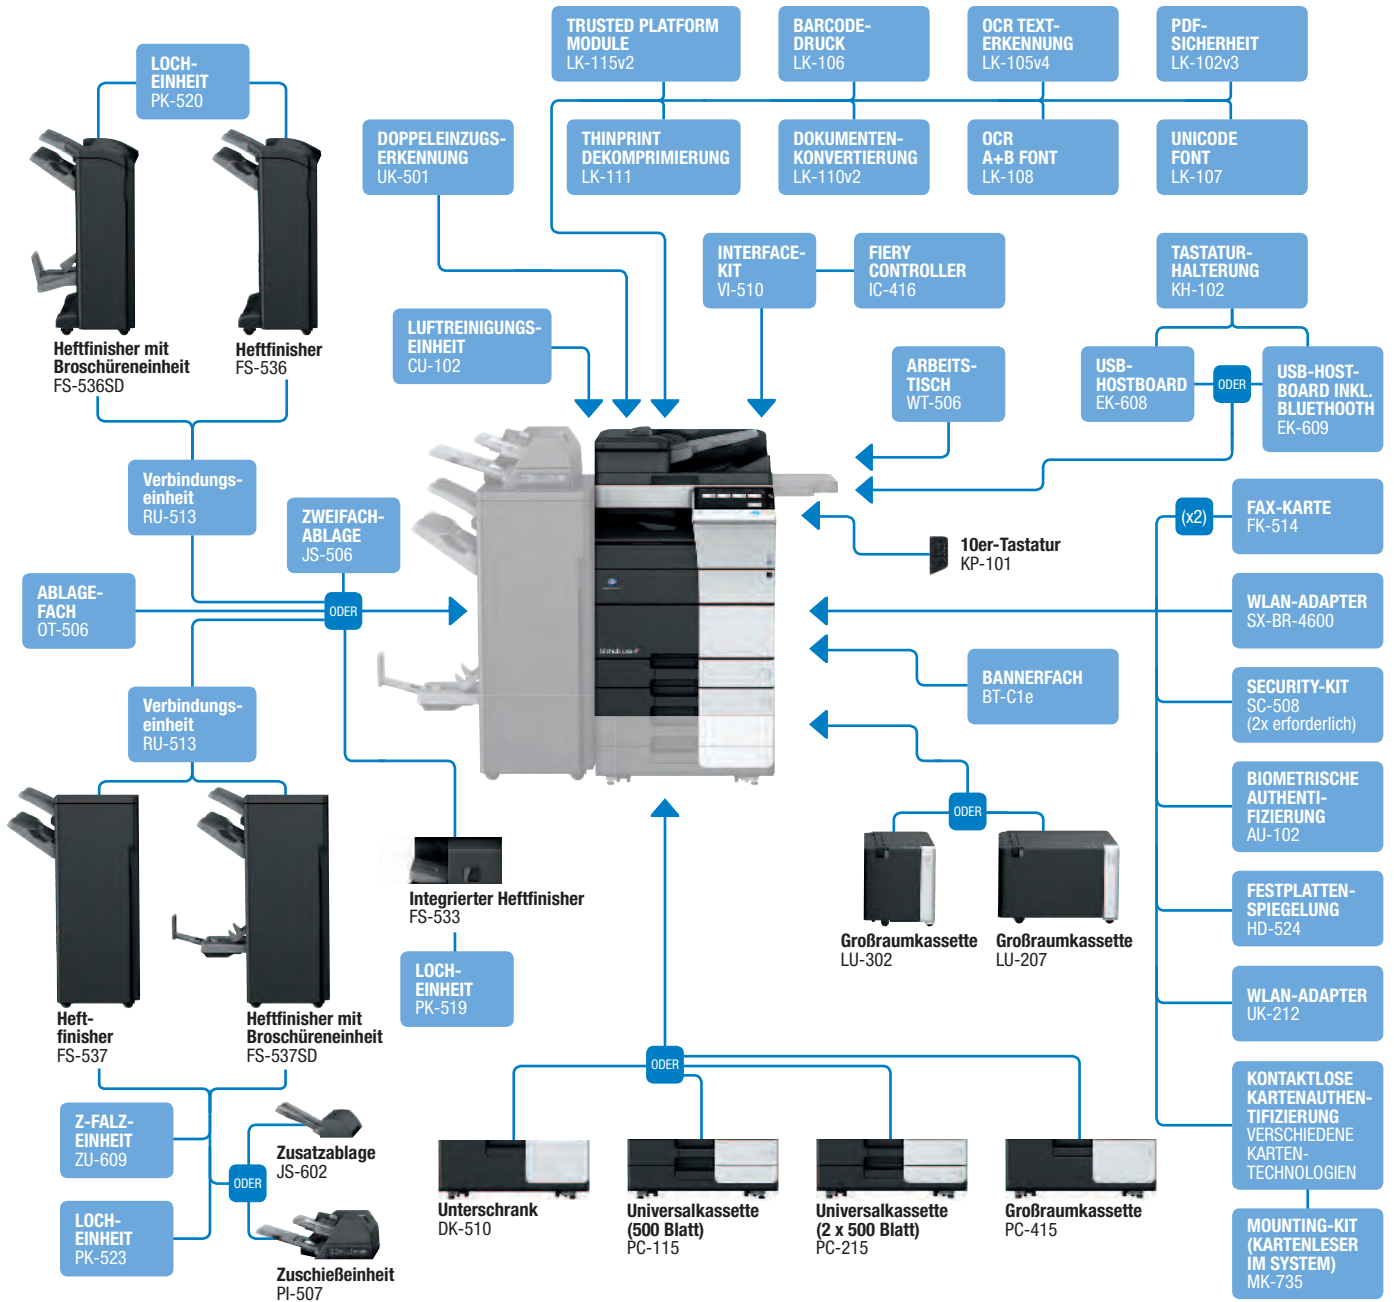 TRUSTED PLATFORM
MODULE
LK-115v2
BARCODE-
DRUCK
LK-106
OCR TEXT-
ERKENNUNG
LK-105v4
PDF-
SICHERHEIT
LK-102v3
LOCH-
EINHEIT
PK-520
DOPPELEINZUGS-
ERKENNUNG
UK-501
THINPRINT
DEKOMPRIMIERUNG
LK-111
DOKUMENTEN-
KONVERTIERUNG
LK-110v2
OCR
A+B FONT
LK-108
UNICODE
FONT
LK-107
INTERFACE-
KIT
VI-510
FIERY
CONTROLLER
IC-416
TASTATUR-
HALTERUNG
KH-102
Heftfinisher mit
Broschüreneinheit
FS-536SD
Heftfinisher
FS-536
LUFTREINIGUNGS-
EINHEIT
CU-102
ARBEITS-
TISCH
WT-506
USB-
HOSTBOARD
EK-608
ODER
USB-HOST-
BOARD INKL.
BLUETHOOTH
EK-609
Verbindungs-
einheit
RU-513
ZWEIFACH-
ABLAGE
JS-506
(x2)
FAX-KARTE
FK-514
10er-Tastatur
KP-101
ABLAGE-
FACH
OT-506
ODER
WLAN-ADAPTER
SX-BR-4600
BANNERFACH
BT-C1e
SECURITY-KIT
SC-508
(2x erforderlich)
Verbindungs-
einheit
RU-513
BIOMETRISCHE
AUTHENTI-
FIZIERUNG
AU-102
ODER
Integrierter Heftfinisher
FS-533
Großraumkassette
LU-302
Großraumkassette
LU-207
FESTPLATTEN-
SPIEGELUNG
HD-524
LOCH-
EINHEIT
PK-519
WLAN-ADAPTER
UK-212
Heft-
finisher
FS-537
Heftfinisher mit
Broschüreneinheit
FS-537SD
ODER
KONTAKTLOSE
KARTENAUTHEN-
TIFIZIERUNG
VERSCHIEDENE
KARTEN-
TECHNOLOGIEN
Z-FALZ-
EINHEIT
ZU-609
Zusatzablage
JS-602
ODER
LOCH-
EINHEIT
PK-523
Zuschießeinheit
PI-507
Unterschrank
DK-510
Universalkassette
(500 Blatt)
PC-115
Universalkassette
(2 x 500 Blatt)
PC-215
Großraumkassette
PC-415
MOUNTING-KIT
(KARTENLESER
IM SYSTEM)
MK-735